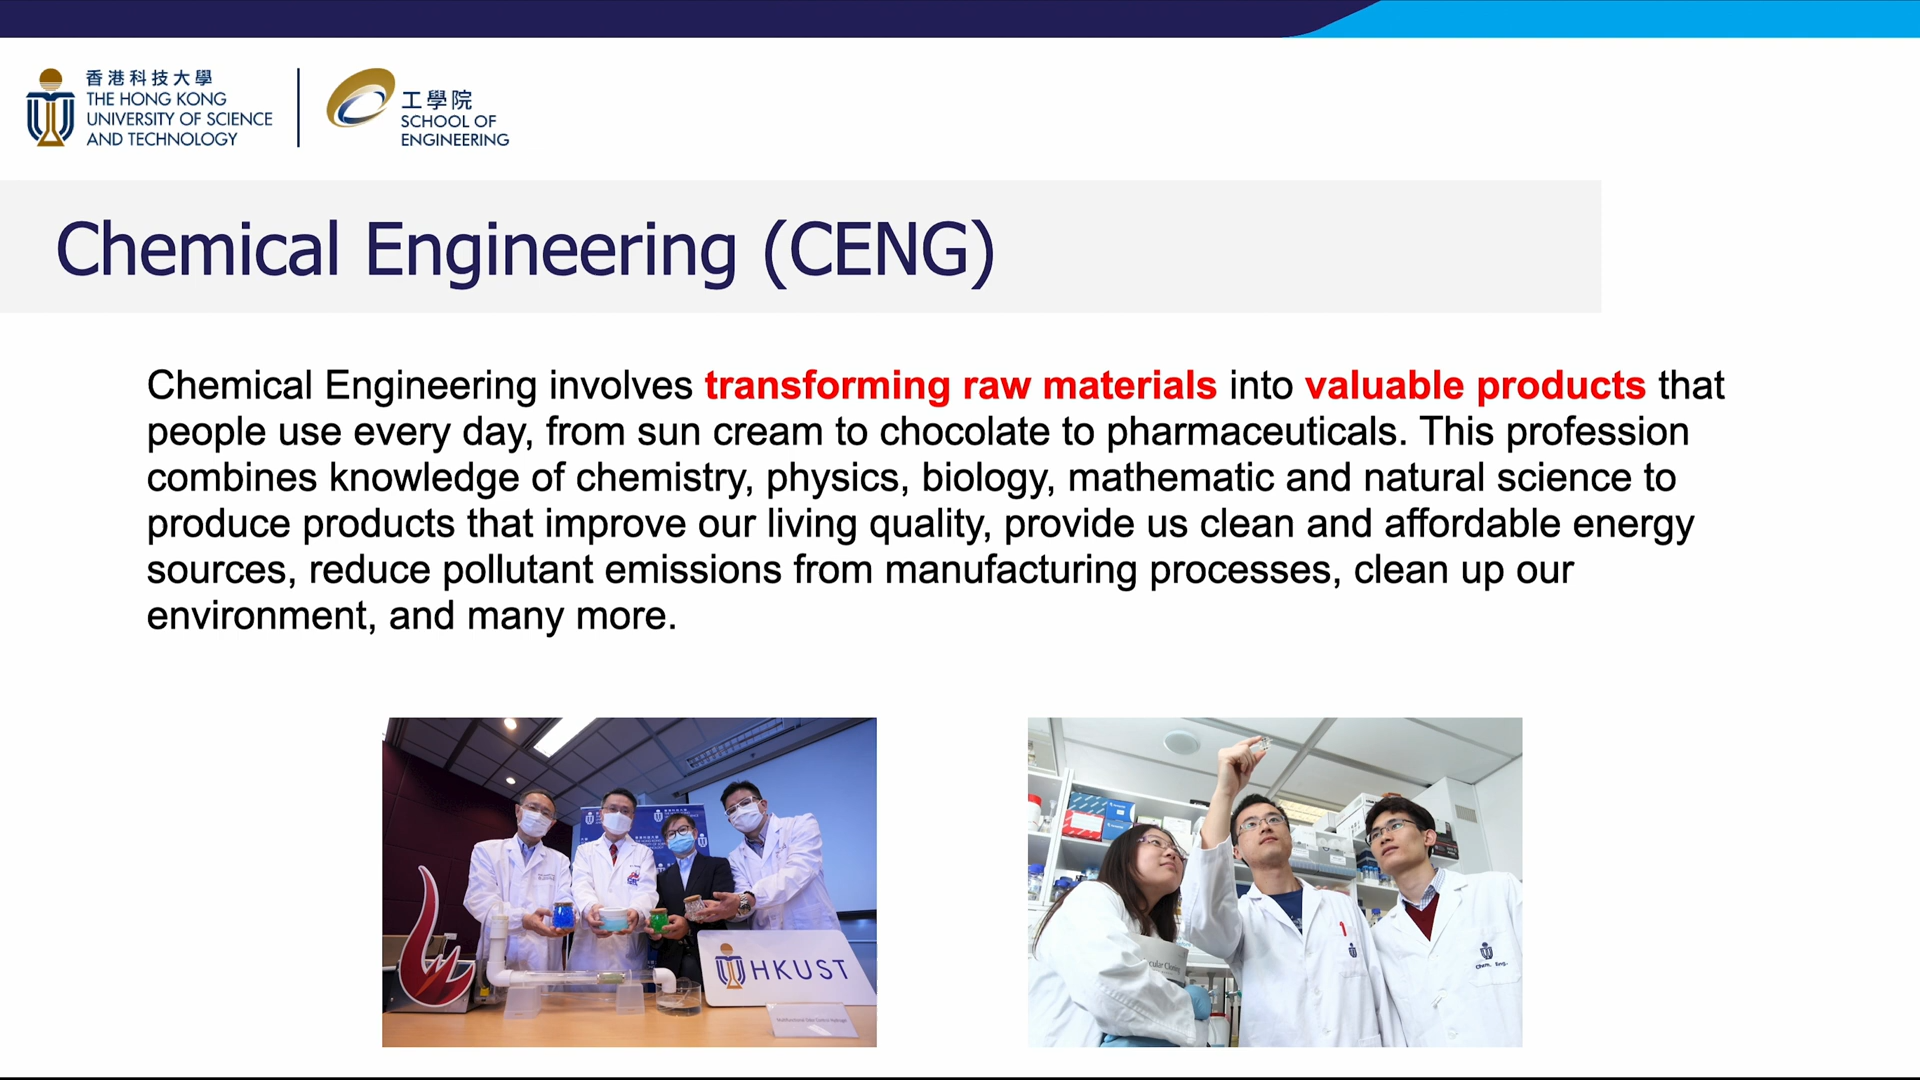 香港科技大學
THE HONG KONG
UNIVERSITY OF SCIENCE
AND TECHNOLOGY
工學院
SCHOOL OF
ENGINEERING
Chemical Engineering (CENG)
Chemical Engineering involves transforming raw materials into valuable products that
people use every day, from sun cream to chocolate to pharmaceuticals. This profession
combines knowledge of chemistry, physics, biology, mathematic and natural science to
produce products that improve our living quality, provide us clean and affordable energy
sources, reduce pollutant emissions from manufacturing processes, clean up our
environment, and many more.
HKUST
Chem. Eng.